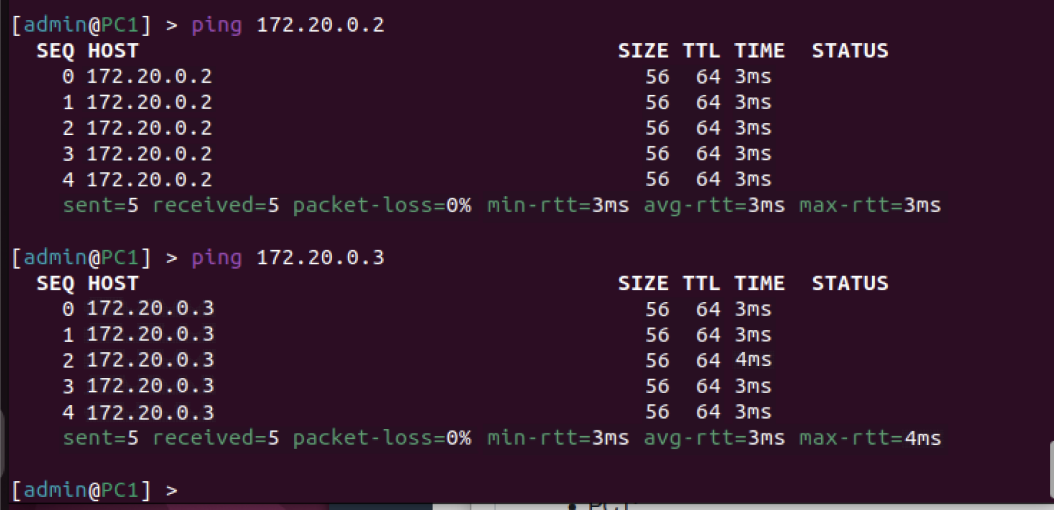 [admin@PC1] > ping 172.20.0.2
SEQ HOST SIZE TTL TIME STATUS
0 172.20.0.2 56 64 3ms
1 172.20.0.2 56 64 3ms
2 172.20.0.2 56 64 3ms
3 172.20.0.2 56 64 3ms
4 172.20.0.2 56 64 3ms
sent=5 received=5 packet-loss=0% min-rtt=3ms avg-rtt=3ms max-rtt=3ms
[admin@PC1] > ping 172.20.0.3
SEQ HOST SIZE TTL TIME STATUS
0 172.20.0.3 56 64 3ms
1 172.20.0.3 56 64 3ms
2 172.20.0.3 56 64 4ms
3 172.20.0.3 56 64 3ms
4 172.20.0.3 56 64 3ms
sent=5 received=5 packet-loss=0% min-rtt=3ms avg-rtt=3ms max-rtt=4ms
[admin@PC1] >